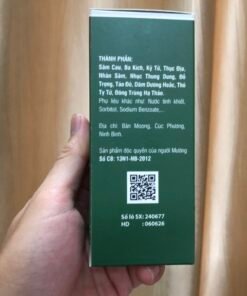 THÀNH PHẦN:
Sâm Cau, Ba Kích, Kỷ Tử, Thục Địa,
Nhân Sâm, Nhục Thung Dung, Đỗ
Trọng, Táo Đỏ, Dâm Dương Hoắc, Thỏ
Ty Tử, Đông Trùng Hạ Thảo.
Phụ liệu khác như: Nước tinh khiết,
Sorbitol, Sodium Benzoate,...
Địa chỉ: Bản Moong, Cúc Phương,
Ninh Bình.
Sản phẩm độc quyền của người Mường
Số CB: 13N1-NB-2012
Số lô SX: 240677
HD : 060626